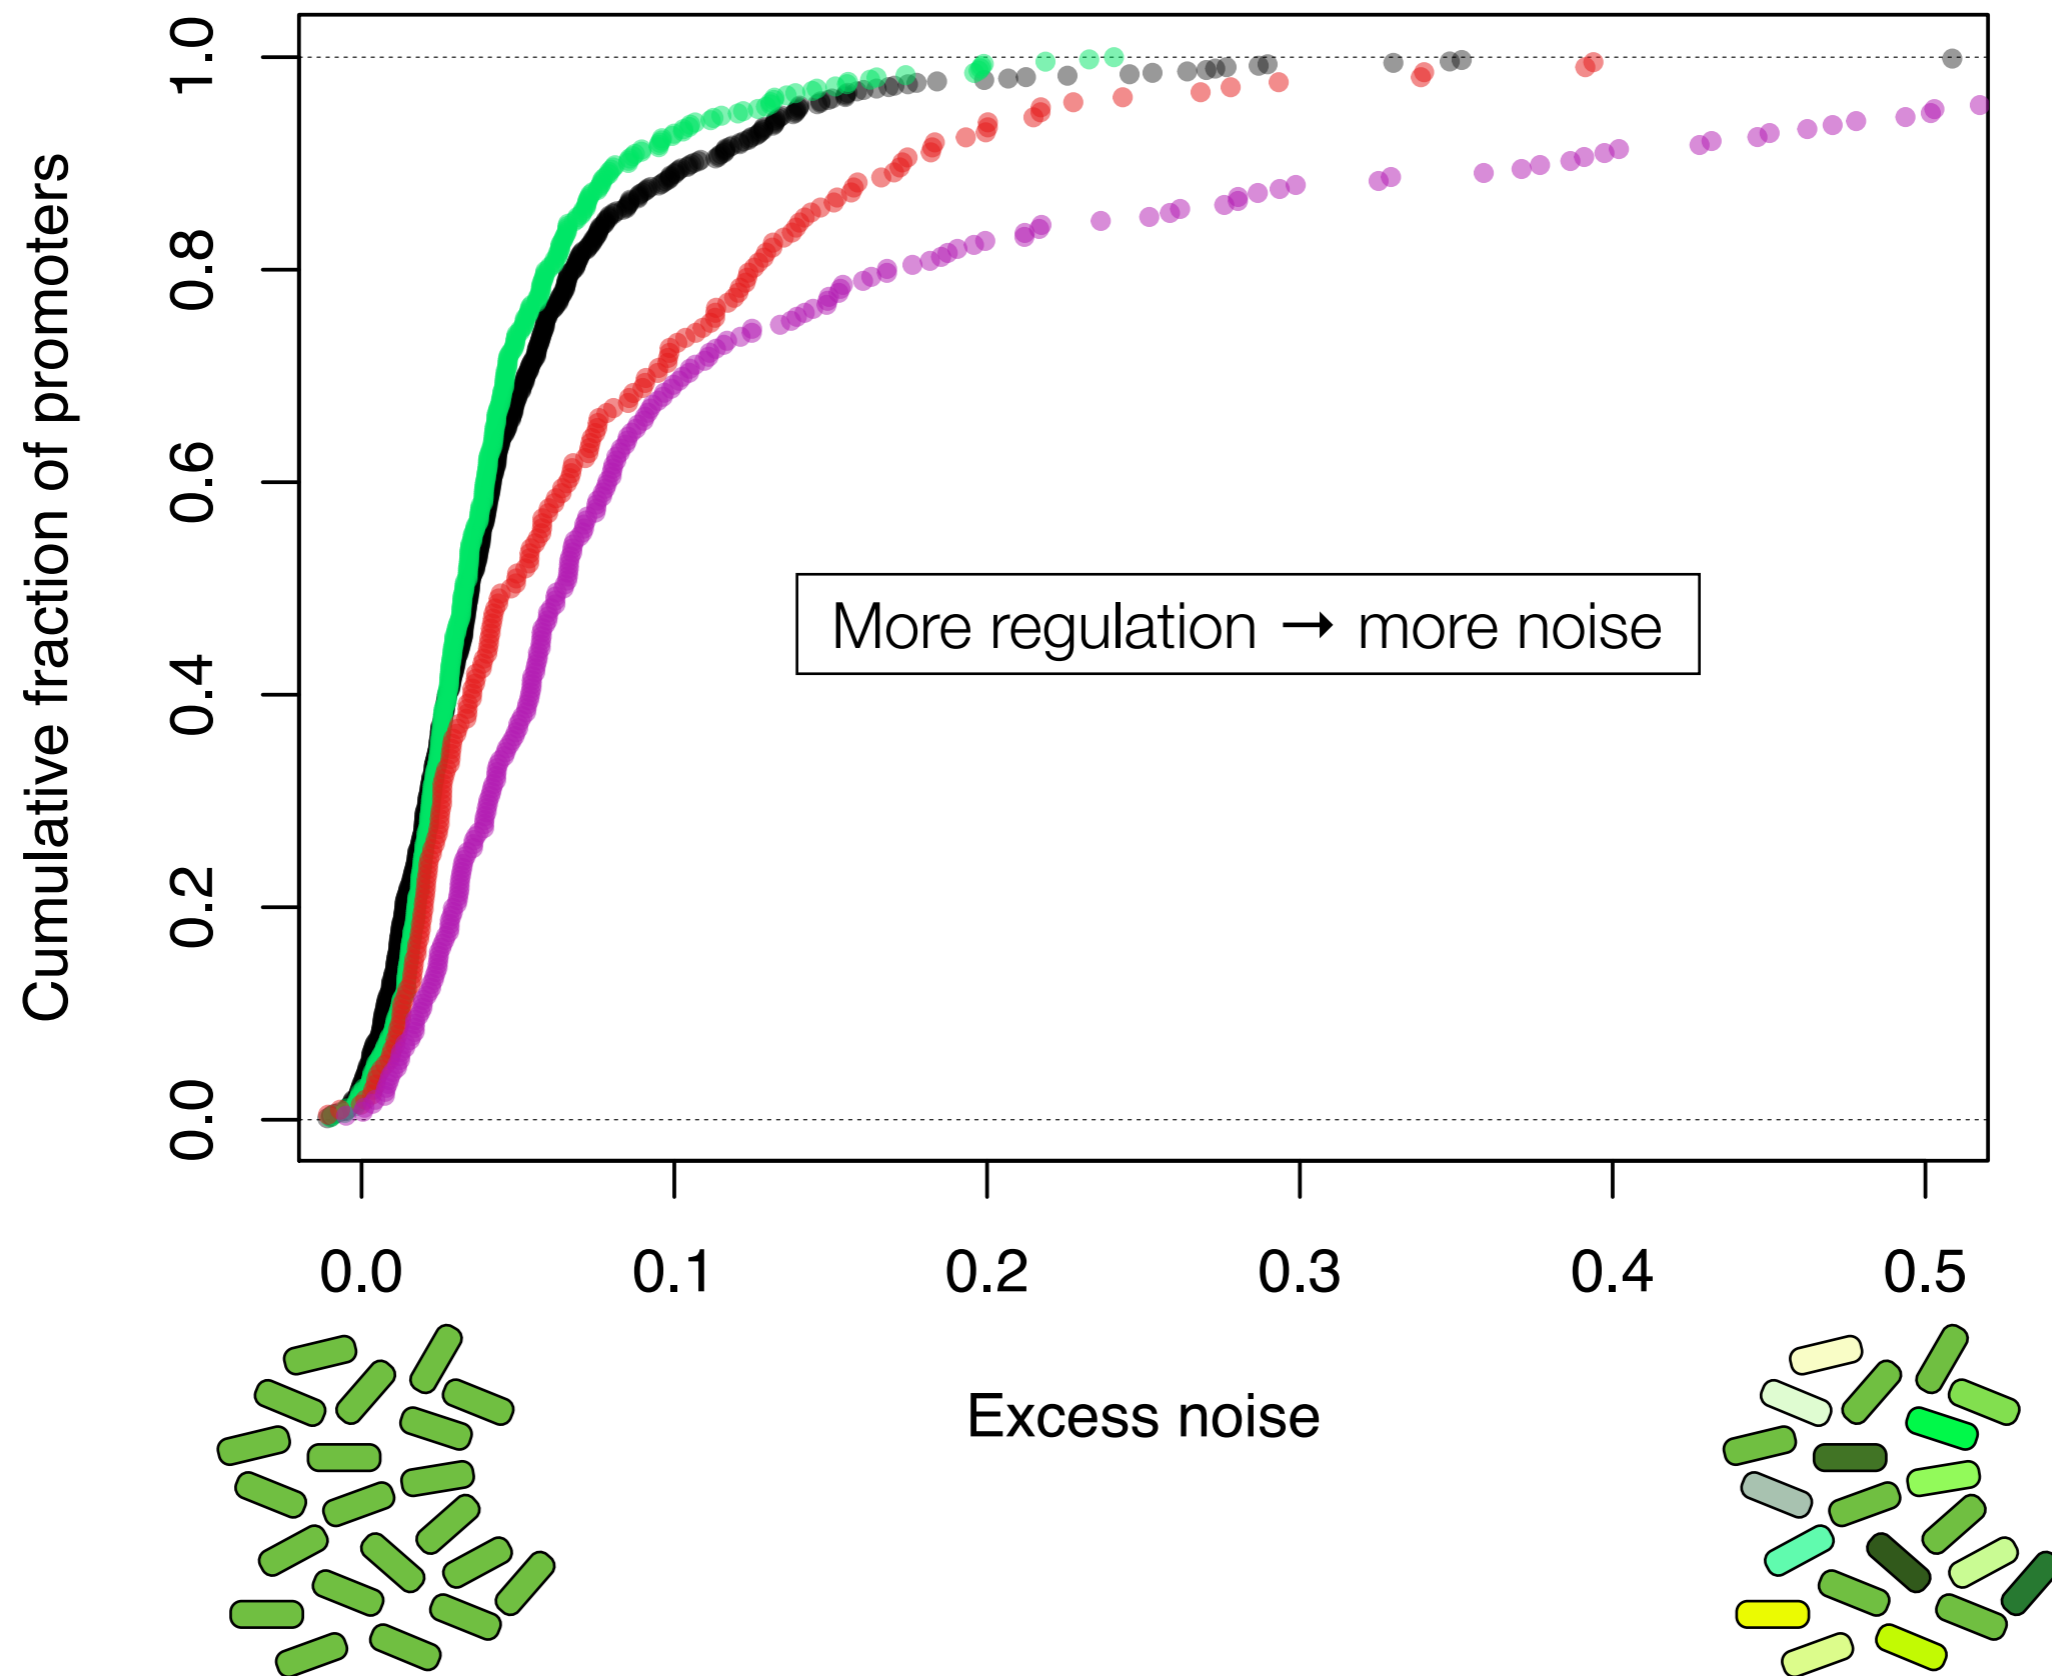 Cumulative fraction of promoters
1.0
0.8
0.6
0.4
0.2
0.0
More regulation → more noise
0.0 0.1 0.2 0.3 0.4 0.5
Excess noise